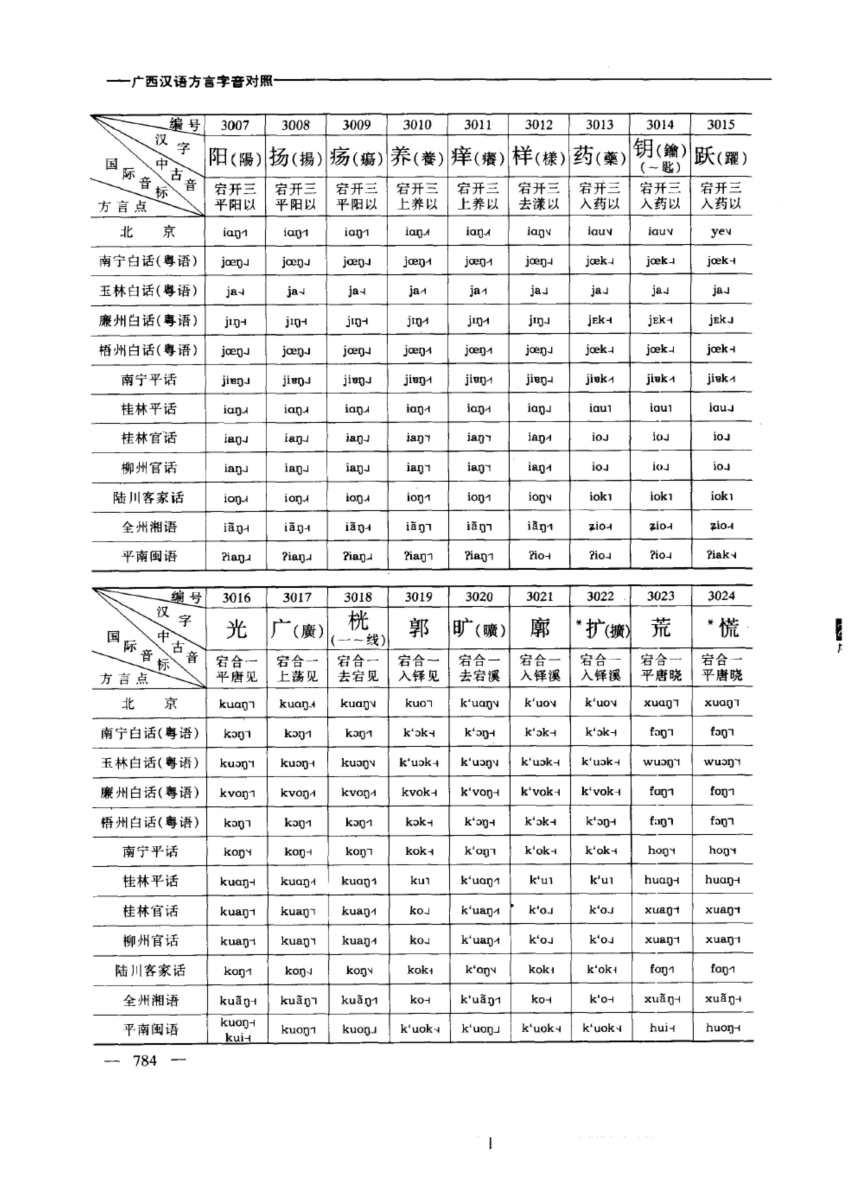 广西汉语方言字音对照
编号 3007 3008 3009 3010 3011 3012 3013 3014 3015
汉字 阳(陽) 扬(揚) 疡(瘍) 养(養) 痒(癢) 样(樣) 药(藥) 钥(鑰)(～匙) 跃(躍)
中古音 宕开三平阳以 宕开三平阳以 宕开三平阳以 宕开三上养以 宕开三上养以 宕开三去漾以 宕开三入药以 宕开三入药以 宕开三入药以
国际音标
方言点
北京 iaŋ iaŋ iaŋ iaŋ iaŋ iaŋ iau iau ye
南宁白话(粤语) jœŋ jœŋ jœŋ jœŋ jœŋ jœŋ jœk jœk jœk
玉林白话(粤语) ja ja ja ja ja ja ja ja ja
廉州白话(粤语) jɪŋ jɪŋ jɪŋ jɪŋ jɪŋ jɪŋ jᴇk jᴇk jᴇk
梧州白话(粤语) jœŋ jœŋ jœŋ jœŋ jœŋ jœŋ jœk jœk jœk
南宁平话 jiɐŋ jiɐŋ jiɐŋ jiɐŋ jiɐŋ jiɐŋ jiɐk jiɐk jiɐk
桂林平话 iaŋ iaŋ iaŋ iaŋ iaŋ iaŋ iau iau iau
桂林官话 iaŋ iaŋ iaŋ iaŋ iaŋ iaŋ io io io
柳州官话 iaŋ iaŋ iaŋ iaŋ iaŋ iaŋ io io io
陆川客家话 ioŋ ioŋ ioŋ ioŋ ioŋ ioŋ iok iok iok
全州湘语 iãŋ iãŋ iãŋ iãŋ iãŋ iãŋ ʑio ʑio ʑio
平南闽语 ʔiaŋ ʔiaŋ ʔiaŋ ʔiaŋ ʔiaŋ ʔio ʔio ʔio ʔiak
编号 3016 3017 3018 3019 3020 3021 3022 3023 3024
汉字 光 广(廣) 桄(一～线) 郭 旷(曠) 廓 *扩(擴) 荒 *慌
中古音 宕合一平唐见 宕合一上荡见 宕合一去宕见 宕合一入铎见 宕合一去宕溪 宕合一入铎溪 宕合一入铎溪 宕合一平唐晓 宕合一平唐晓
国际音标
方言点
北京 kuaŋ kuaŋ kuaŋ kuo k‘uaŋ k‘uo k‘uo xuaŋ xuaŋ
南宁白话(粤语) kɔŋ kɔŋ kɔŋ k‘ɔk k‘ɔŋ k‘ɔk k‘ɔk fɔŋ fɔŋ
玉林白话(粤语) kuɔŋ kuɔŋ kuɔŋ k‘uɔk k‘uɔŋ k‘uɔk k‘uɔk wuɔŋ wuɔŋ
廉州白话(粤语) kvoŋ kvoŋ kvoŋ kvok k‘voŋ k‘vok k‘vok foŋ foŋ
梧州白话(粤语) kɔŋ kɔŋ kɔŋ kɔk k‘ɔŋ k‘ɔk k‘ɔŋ fɔŋ fɔŋ
南宁平话 koŋ koŋ koŋ kok k‘oŋ k‘ok k‘ok hoŋ hoŋ
桂林平话 kuaŋ kuaŋ kuaŋ ku k‘uaŋ k‘u k‘u huaŋ huaŋ
桂林官话 kuaŋ kuaŋ kuaŋ ko k‘uaŋ k‘o k‘o xuaŋ xuaŋ
柳州官话 kuaŋ kuaŋ kuaŋ ko k‘uaŋ k‘o k‘o xuaŋ xuaŋ
陆川客家话 koŋ koŋ koŋ kok k‘oŋ kok k‘ok foŋ foŋ
全州湘语 kuãŋ kuãŋ kuãŋ ko k‘uãŋ ko k‘o xuãŋ xuãŋ
平南闽语 kuoŋ kui kuoŋ kuoŋ k‘uok k‘uoŋ k‘uok k‘uok hui huoŋ
— 784 —